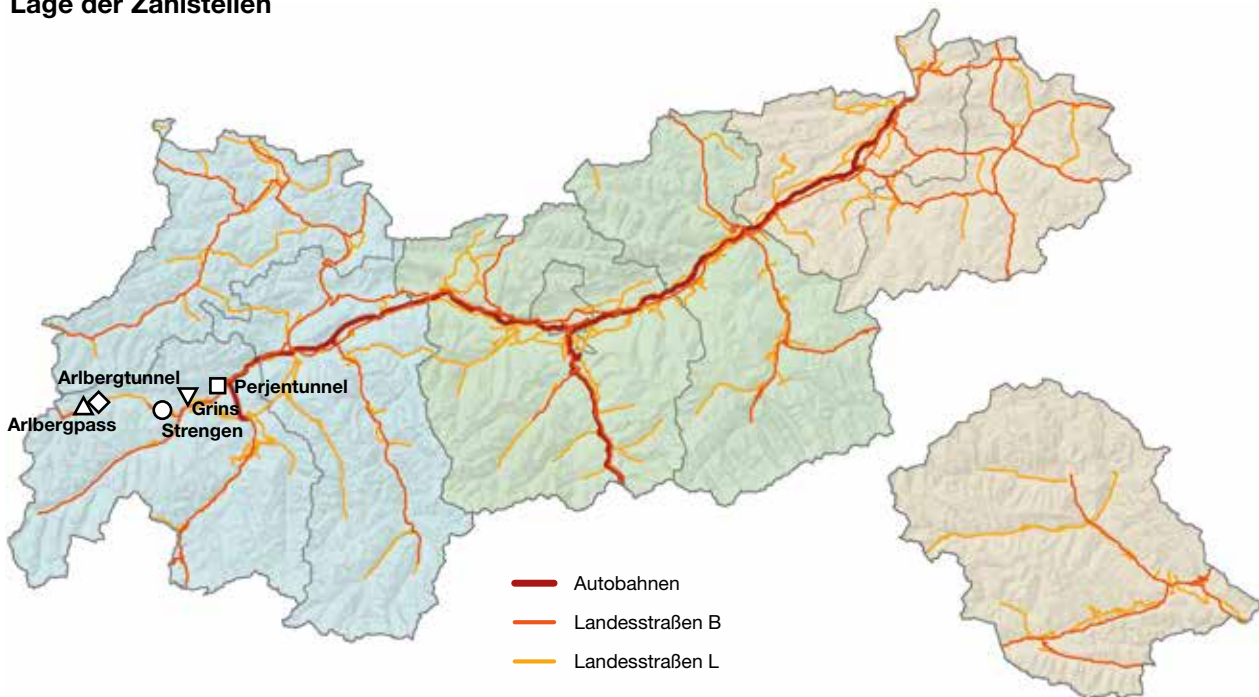 Lage der Zählstellen
Arlbergtunnel
Perjentunnel
Grins
Arlbergpass
Strengen
Autobahnen
Landesstraßen B
Landesstraßen L